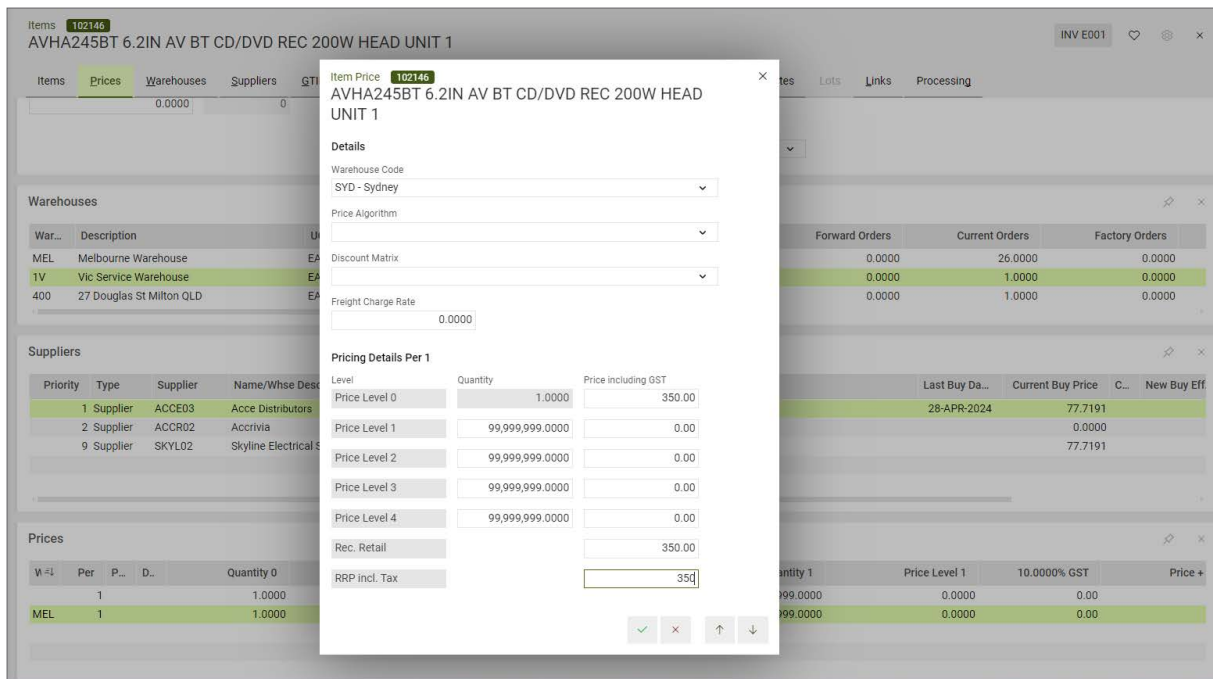 Items 102146
AVHA245BT 6.2IN AV BT CD/DVD REC 200W HEAD UNIT 1
INV E001
Items Prices Warehouses Suppliers GTI tes Lots Links Processing
0.0000 0
Item Price 102146
AVHA245BT 6.2IN AV BT CD/DVD REC 200W HEAD
UNIT 1
Details
Warehouse Code
SYD - Sydney
Price Algorithm
Discount Matrix
Freight Charge Rate
0.0000
Pricing Details Per 1
Level Quantity Price including GST
Price Level 0 1.0000 350.00
Price Level 1 99,999,999.0000 0.00
Price Level 2 99,999,999.0000 0.00
Price Level 3 99,999,999.0000 0.00
Price Level 4 99,999,999.0000 0.00
Rec. Retail 350.00
RRP incl. Tax 350
Warehouses
War... Description Forward Orders Current Orders Factory Orders
MEL Melbourne Warehouse EA 0.0000 26.0000 0.0000
1V Vic Service Warehouse EA 0.0000 1.0000 0.0000
400 27 Douglas St Milton QLD EA 0.0000 1.0000 0.0000
Suppliers
Priority Type Supplier Name/Whse Desc Last Buy Da... Current Buy Price C... New Buy Eff.
1 Supplier ACCE03 Acce Distributors 28-APR-2024 77.7191
2 Supplier ACCR02 Accrivia 0.0000
9 Supplier SKYL02 Skyline Electrical S 77.7191
Prices
Per P... D... Quantity 0 antity 1 Price Level 1 10.0000% GST Price +
1 1.0000 999.0000 0.0000 0.00
MEL 1 1.0000 999.0000 0.0000 0.00